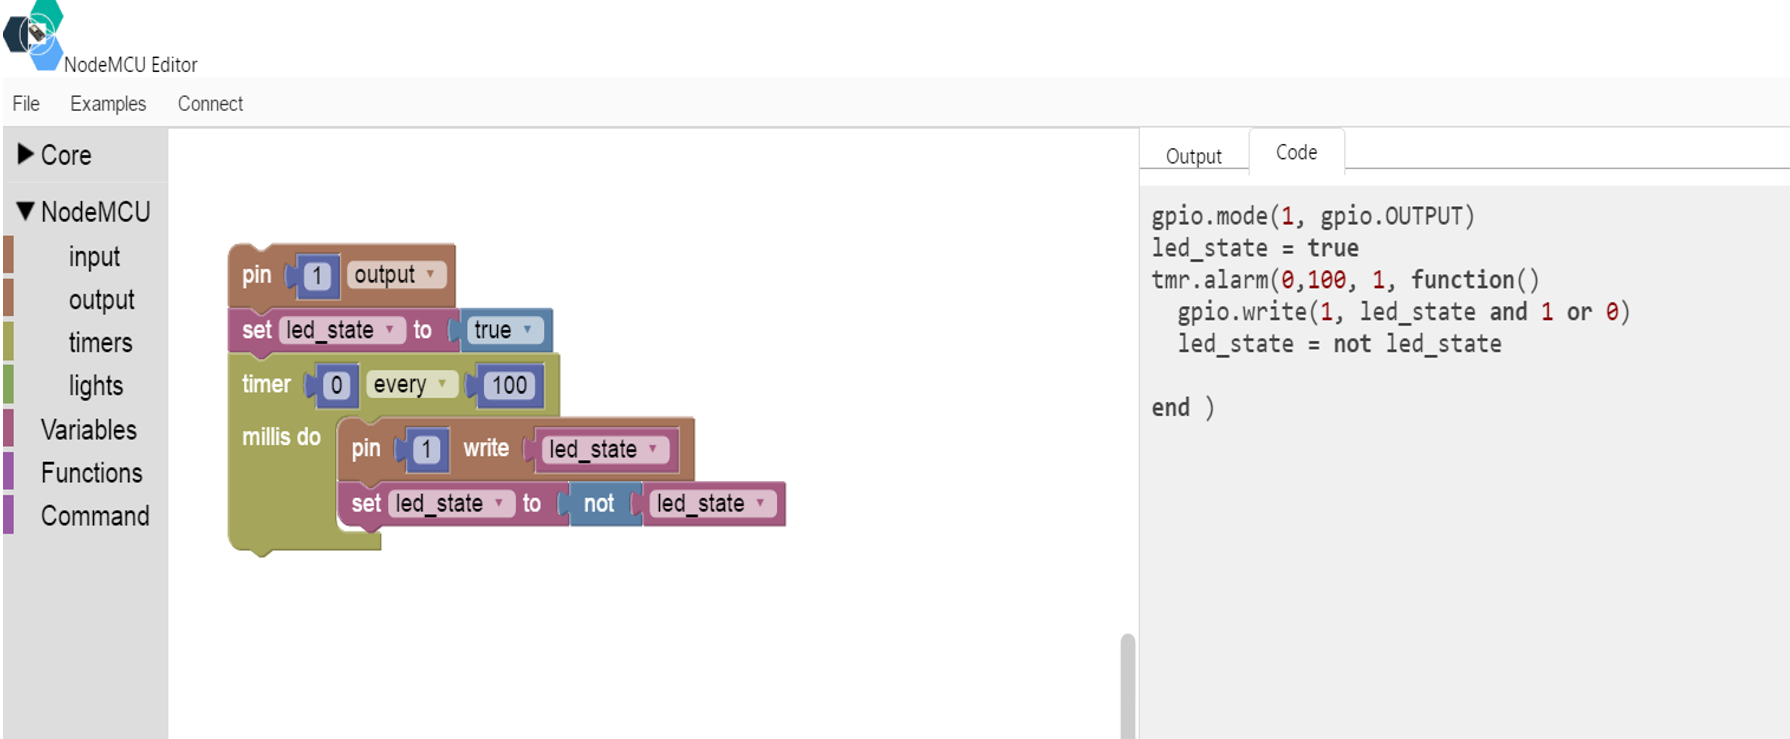 NodeMCU Editor
File Examples Connect
Core
NodeMCU
input
output
timers
lights
Variables
Functions
Command
pin 1 output
set led_state to true
timer 0 every 100
millis do
pin 1 write led_state
set led_state to not led_state
Output Code
gpio.mode(1, gpio.OUTPUT)
led_state = true
tmr.alarm(0,100, 1, function()
gpio.write(1, led_state and 1 or 0)
led_state = not led_state
end )